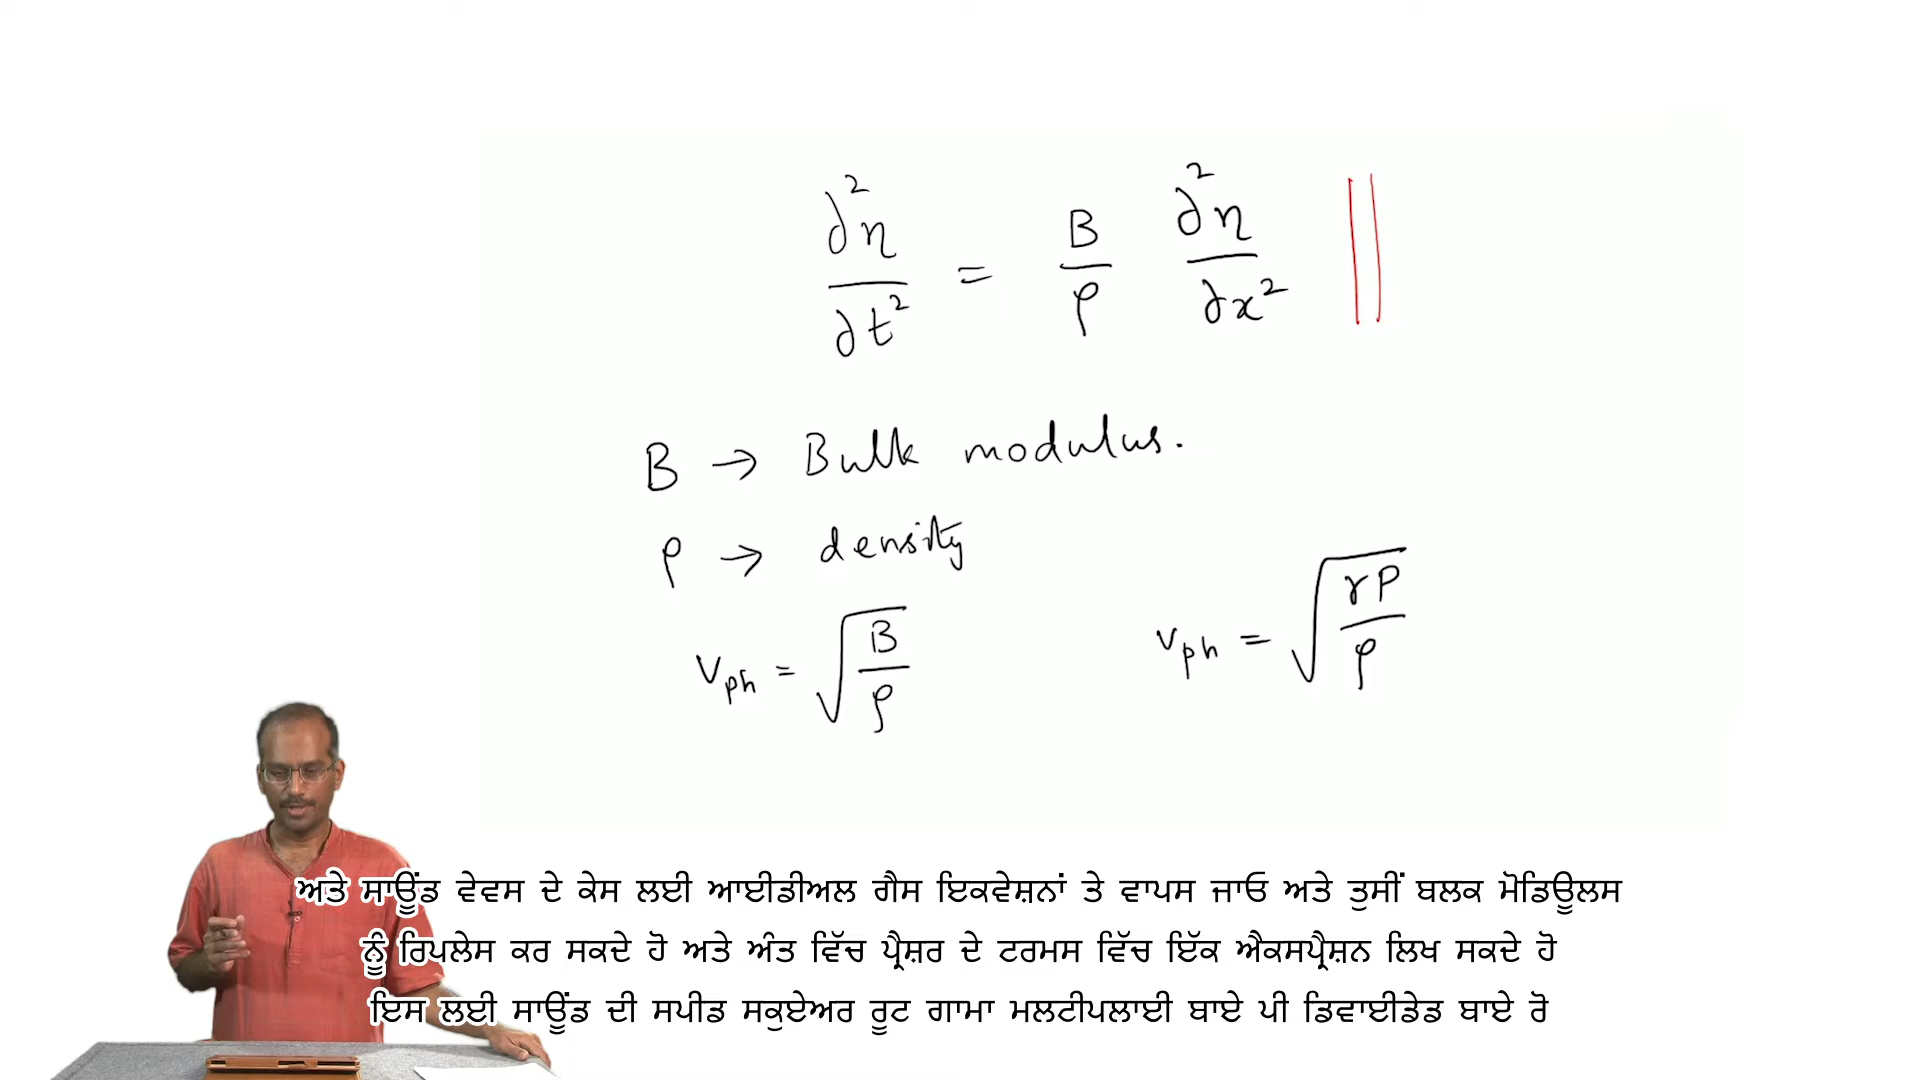 ∂²η/∂t² = B/ρ ∂²η/∂x²
B → Bulk modulus.
ρ → density
v_ph = √(B/ρ)
v_ph = √(γP/ρ)
ਅਤੇ ਸਾਊਂਡ ਵੇਵਸ ਦੇ ਕੇਸ ਲਈ ਆਈਡੀਅਲ ਗੈਸ ਇਕਵੇਸ਼ਨਾਂ ਤੇ ਵਾਪਸ ਜਾਓ ਅਤੇ ਤੁਸੀਂ ਬਲਕ ਮੋਡਿਊਲਸ
ਨੂੰ ਰਿਪਲੇਸ ਕਰ ਸਕਦੇ ਹੋ ਅਤੇ ਅੰਤ ਵਿੱਚ ਪ੍ਰੈਸ਼ਰ ਦੇ ਟਰਮਸ ਵਿੱਚ ਇੱਕ ਐਕਸਪ੍ਰੈਸ਼ਨ ਲਿਖ ਸਕਦੇ ਹੋ
ਇਸ ਲਈ ਸਾਊਂਡ ਦੀ ਸਪੀਡ ਸਕੁਏਅਰ ਰੂਟ ਗਾਮਾ ਮਲਟੀਪਲਾਈ ਬਾਏ ਪੀ ਡਿਵਾਈਡੇਡ ਬਾਏ ਰੋ